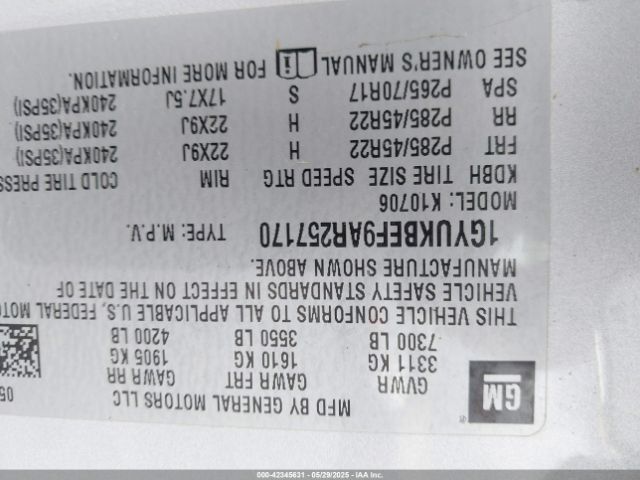 MFD BY GENERAL MOTORS LLC
05
GM
GVWR GAWR FRT GAWR RR
3311 KG 1610 KG 1905 KG
7300 LB 3550 LB 4200 LB
THIS VEHICLE CONFORMS TO ALL APPLICABLE U.S. FEDERAL MOTO
VEHICLE SAFETY STANDARDS IN EFFECT ON THE DATE OF
MANUFACTURE SHOWN ABOVE.
1GYUKBEF9AR257170 TYPE: M.P.V.
MODEL: K10706
KDBH TIRE SIZE SPEED RTG RIM COLD TIRE PRESS
FRT P285/45R22 H 22X9J 240KPA(35PSI)
RR P285/45R22 H 22X9J 240KPA(35PSI)
SPA P265/70R17 S 17X7.5J 240KPA(35PSI)
SEE OWNER'S MANUAL FOR MORE INFORMATION.
000-42345631 - 05/29/2025 - IAA, Inc.